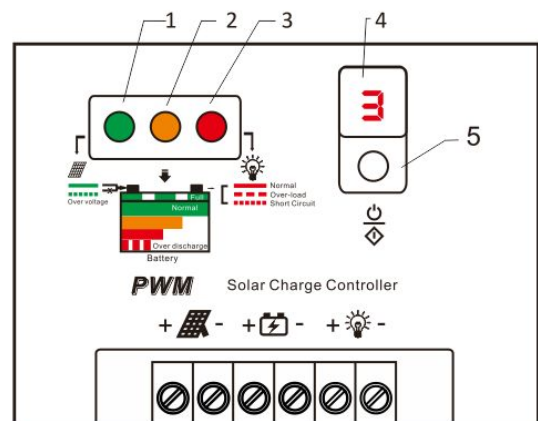 1 2 3
4
3
5
Over voltage
Full
Normal
Over discharge
Battery
Normal
Over-load
Short Circuit
PWM Solar Charge Controller
+ - + - + -